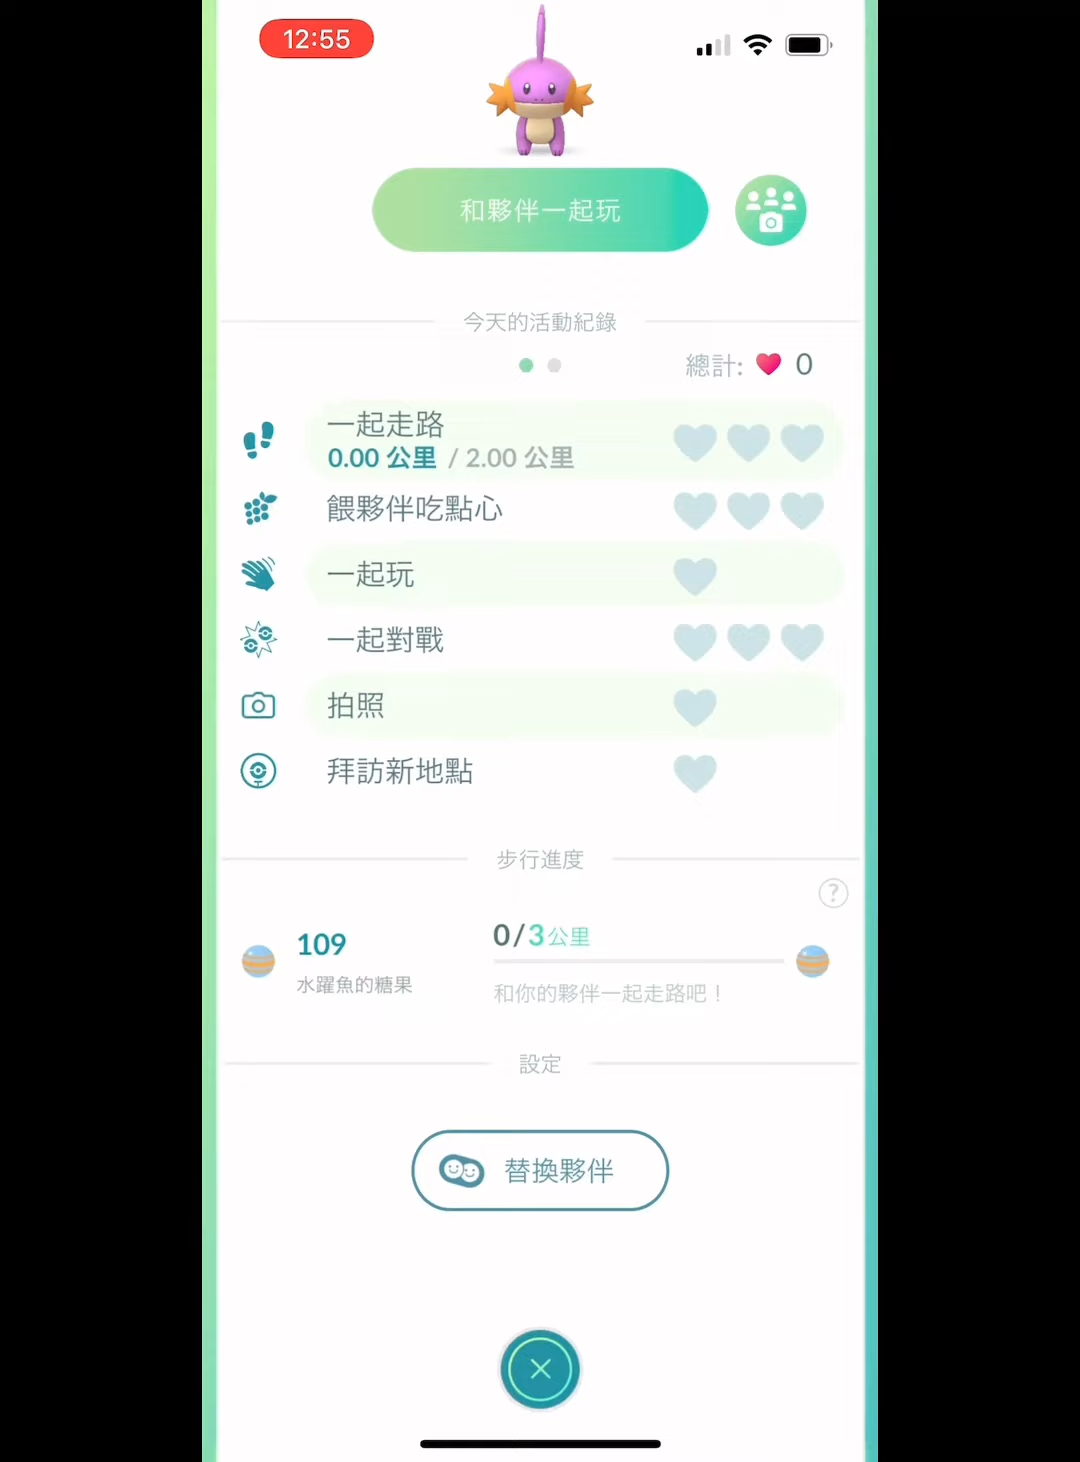 12:55
和夥伴一起玩
今天的活動紀錄
總計: 0
一起走路
0.00 公里 / 2.00 公里
餵夥伴吃點心
一起玩
一起對戰
拍照
拜訪新地點
步行進度
?
109
水躍魚的糖果
0/3公里
和你的夥伴一起走路吧！
設定
替換夥伴